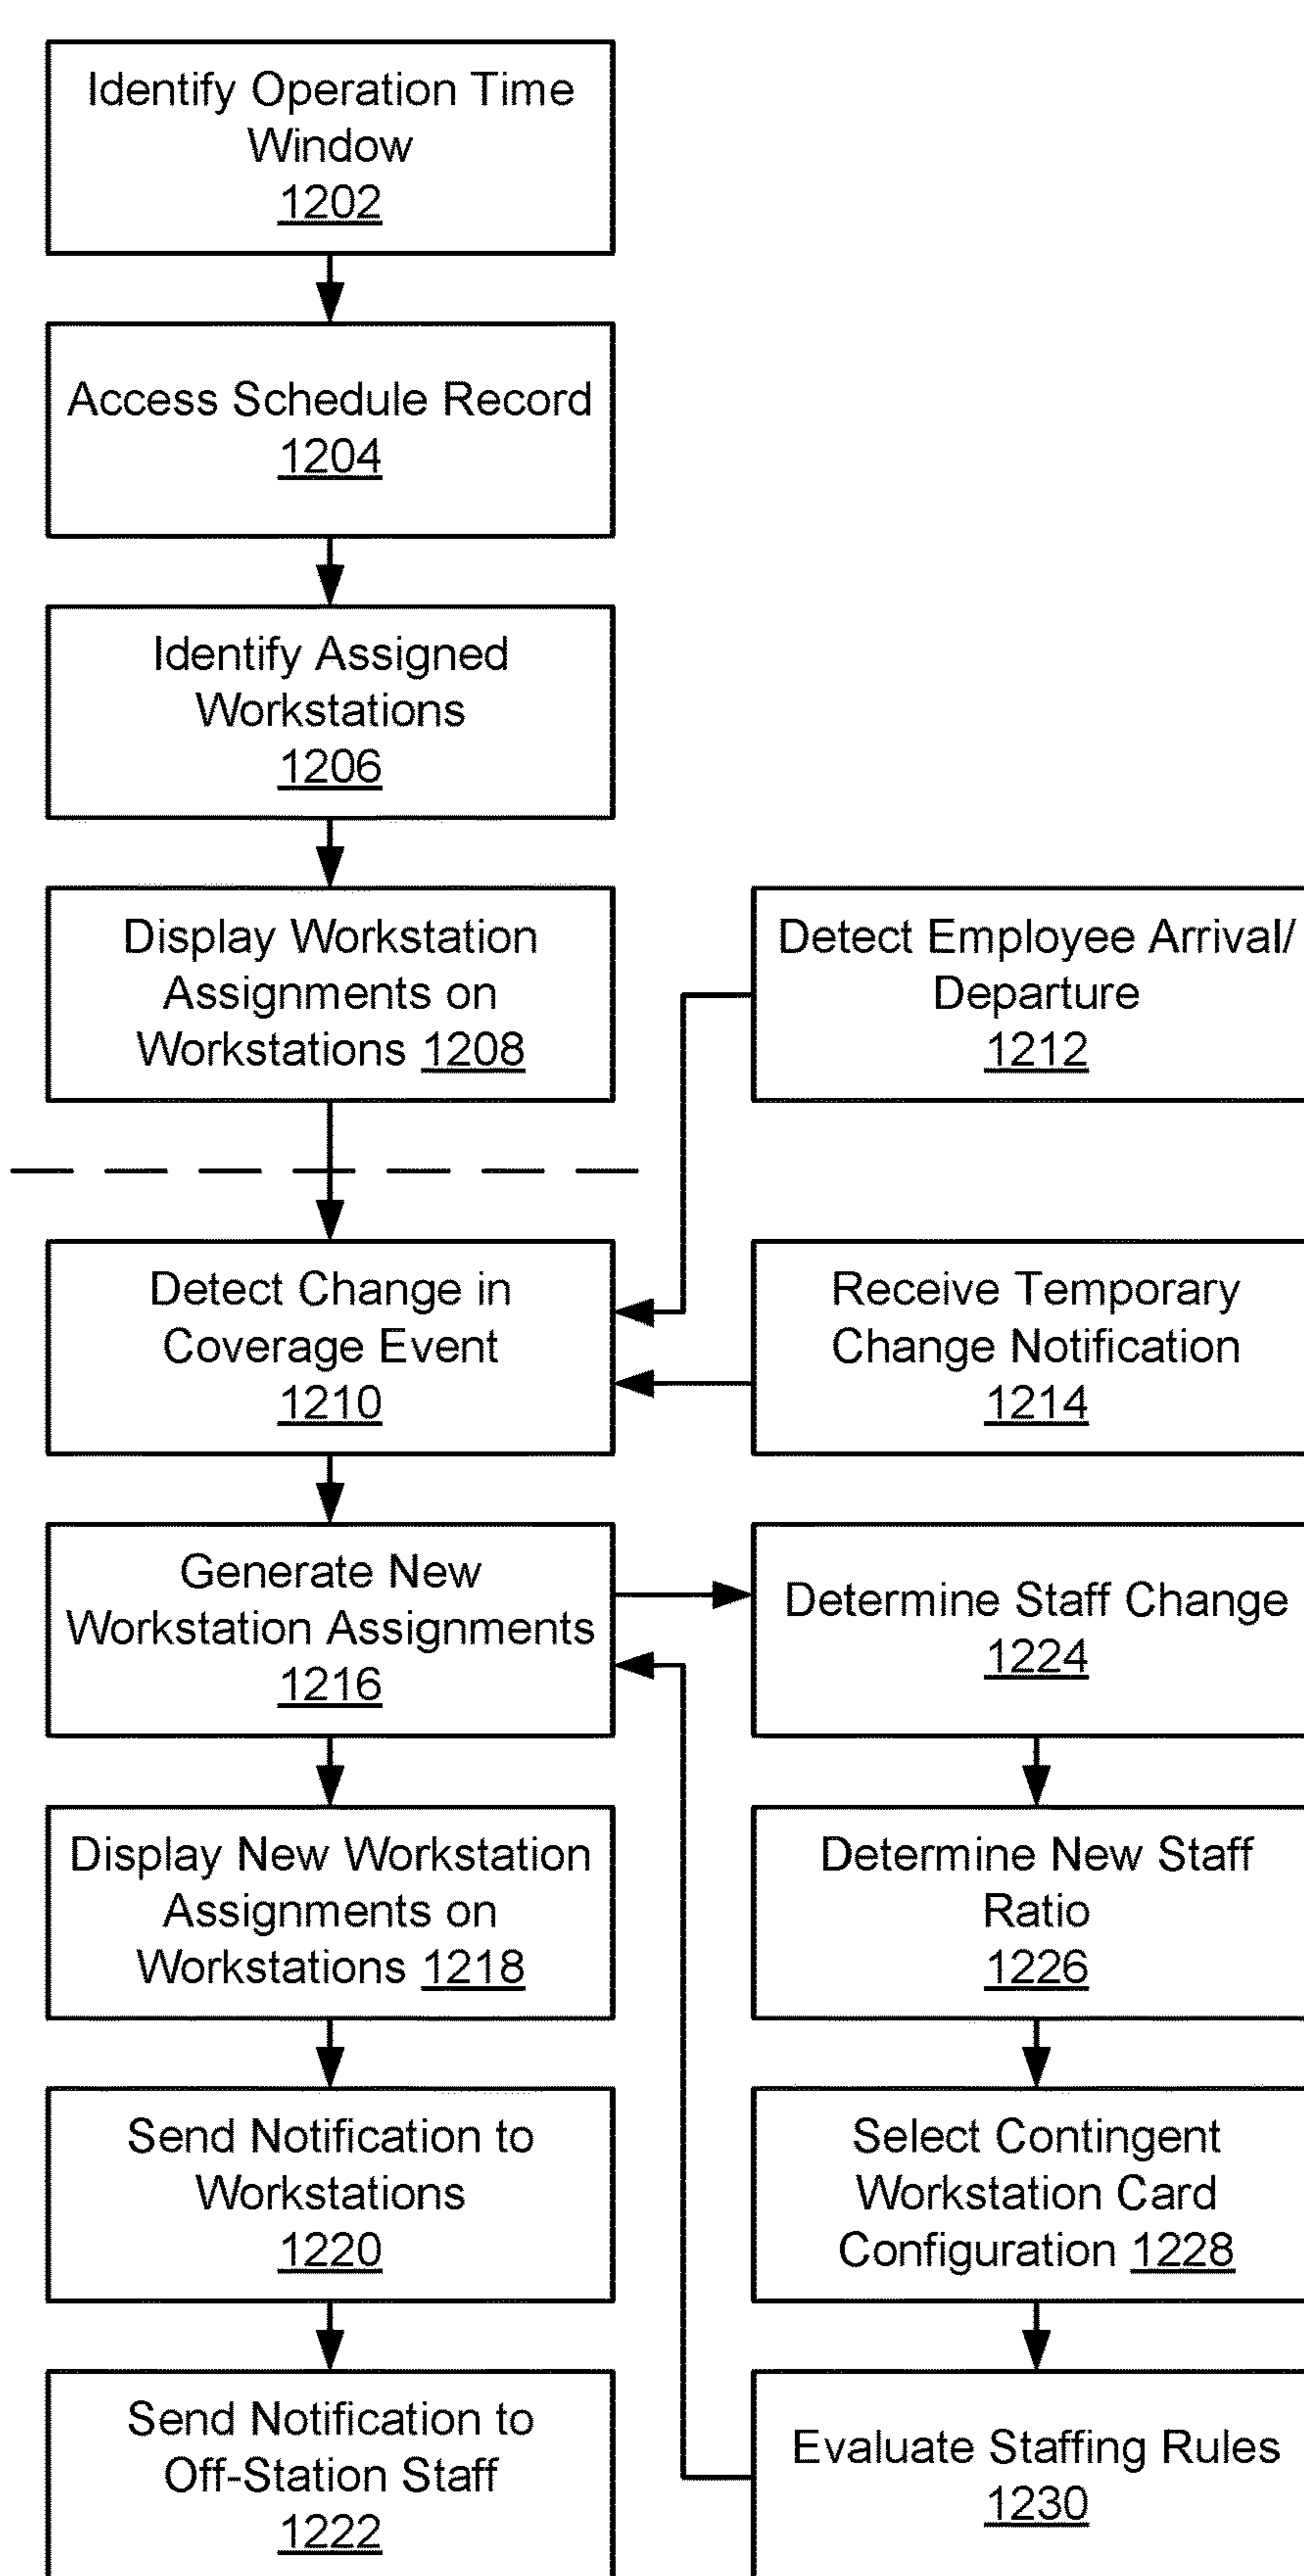 Identify Operation Time
Window
1202
Access Schedule Record
1204
Identify Assigned
Workstations
1206
Display Workstation
Assignments on
Workstations 1208
Detect Employee Arrival/
Departure
1212
Detect Change in
Coverage Event
1210
Receive Temporary
Change Notification
1214
Generate New
Workstation Assignments
1216
Determine Staff Change
1224
Display New Workstation
Assignments on
Workstations 1218
Determine New Staff
Ratio
1226
Send Notification to
Workstations
1220
Select Contingent
Workstation Card
Configuration 1228
Send Notification to
Off-Station Staff
1222
Evaluate Staffing Rules
1230